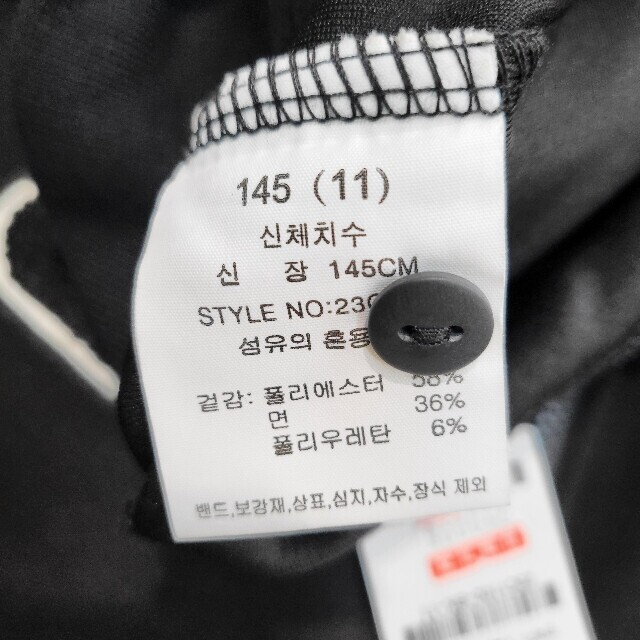 145 (11)
신체치수
신 장 145CM
STYLE NO:230
섬유의 혼용
겉감: 폴리에스터 58%
면 36%
폴리우레탄 6%
밴드,보강재,상표,심지,자수,장식 제외